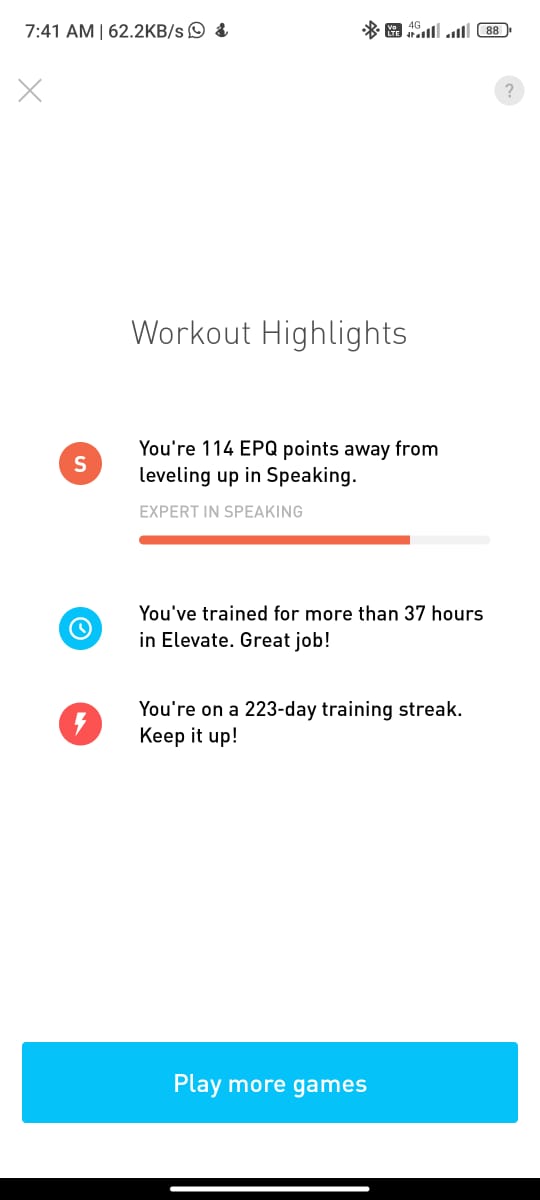 7:41 AM | 62.2KB/s
Vo
LTE
4G
88
?
Workout Highlights
S
You're 114 EPQ points away from
leveling up in Speaking.
EXPERT IN SPEAKING
You've trained for more than 37 hours
in Elevate. Great job!
You're on a 223-day training streak.
Keep it up!
Play more games